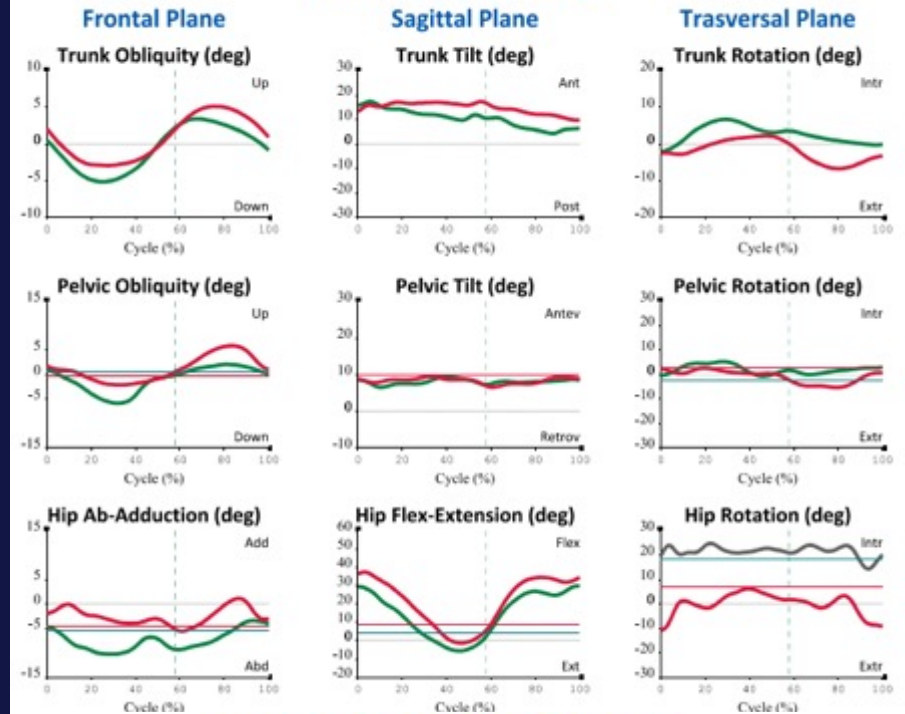 Frontal Plane
Sagittal Plane
Trasversal Plane
Trunk Obliquity (deg)
10
5
0
-5
-10
Up
Down
0 20 40 60 80 100
Cycle (%)
Trunk Tilt (deg)
30
20
10
0
-10
-20
-30
Ant
Post
0 20 40 60 80 100
Cycle (%)
Trunk Rotation (deg)
20
10
0
-10
-20
Intr
Extr
0 20 40 60 80 100
Cycle (%)
Pelvic Obliquity (deg)
15
5
0
-5
-15
Up
Down
0 20 40 60 80 100
Cycle (%)
Pelvic Tilt (deg)
30
20
10
0
-10
Antev
Retrov
0 20 40 60 80 100
Cycle (%)
Pelvic Rotation (deg)
30
20
10
0
-10
-20
-30
Intr
Extr
0 20 40 60 80 100
Cycle (%)
Hip Ab-Adduction (deg)
15
5
0
-5
-15
Add
Abd
0 20 40 60 80 100
Cycle (%)
Hip Flex-Extension (deg)
60
50
40
30
20
10
0
-10
-20
Flex
Ext
0 20 40 60 80 100
Cycle (%)
Hip Rotation (deg)
30
20
10
0
-10
-20
-30
Intr
Extr
0 20 40 60 80 100
Cycle (%)